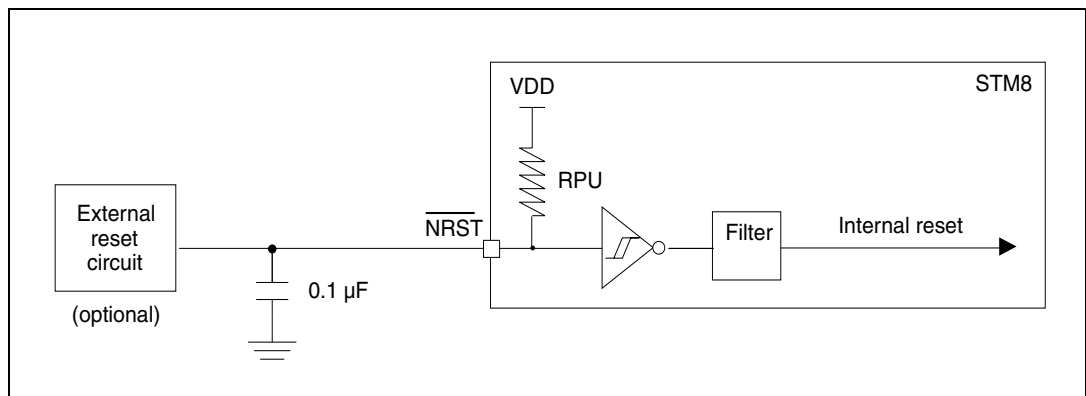 VDD
STM8
RPU
External
reset
circuit
(optional)
NRST
Filter
Internal reset
0.1 µF